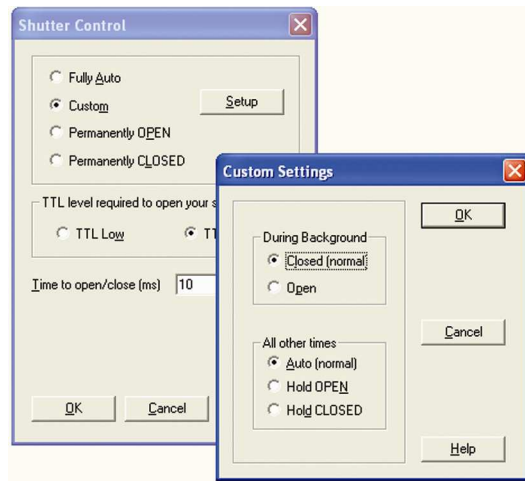 Shutter Control
Fully Auto
Custom
Setup
Permanently OPEN
Permanently CLOSED
TTL level required to open your s
TTL Low
TT
Time to open/close (ms)
10
OK
Cancel
Custom Settings
OK
During Background
Closed (normal)
Open
Cancel
All other times
Auto (normal)
Hold OPEN
Hold CLOSED
Help